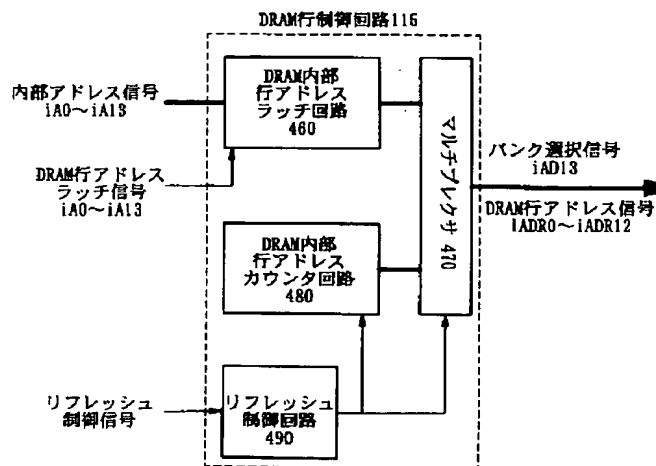 DRAM行制御回路115
内部アドレス信号
iA0〜iA13
DRAM内部
行アドレス
ラッチ回路
460
マルチプレクサ 470
DRAM行アドレス
ラッチ信号
iA0〜iA13
バンク選択信号
iAD13
DRAM行アドレス信号
iADR0〜iADR12
DRAM内部
行アドレス
カウンタ回路
480
リフレッシュ
制御信号
リフレッシュ
制御回路
490